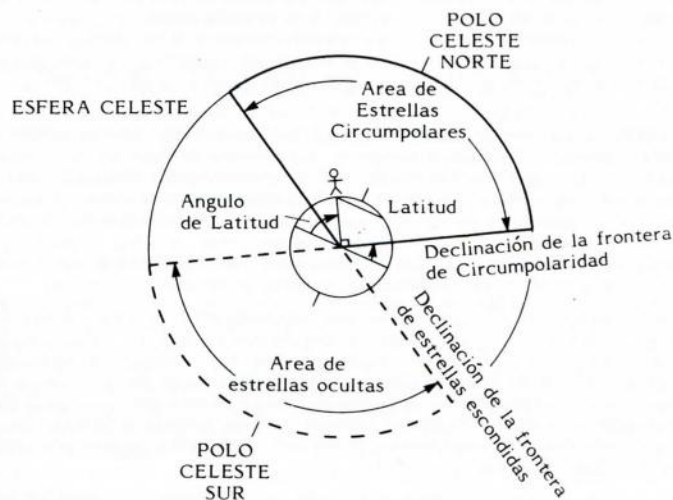 POLO
CELESTE
NORTE
ESFERA CELESTE
Area de
Estrellas
Circumpolares
Angulo
de Latitud
Latitud
Declinación de la frontera
de Circumpolaridad
Declinación de la frontera
de estrellas escondidas
Area de
estrellas ocultas
POLO
CELESTE
SUR